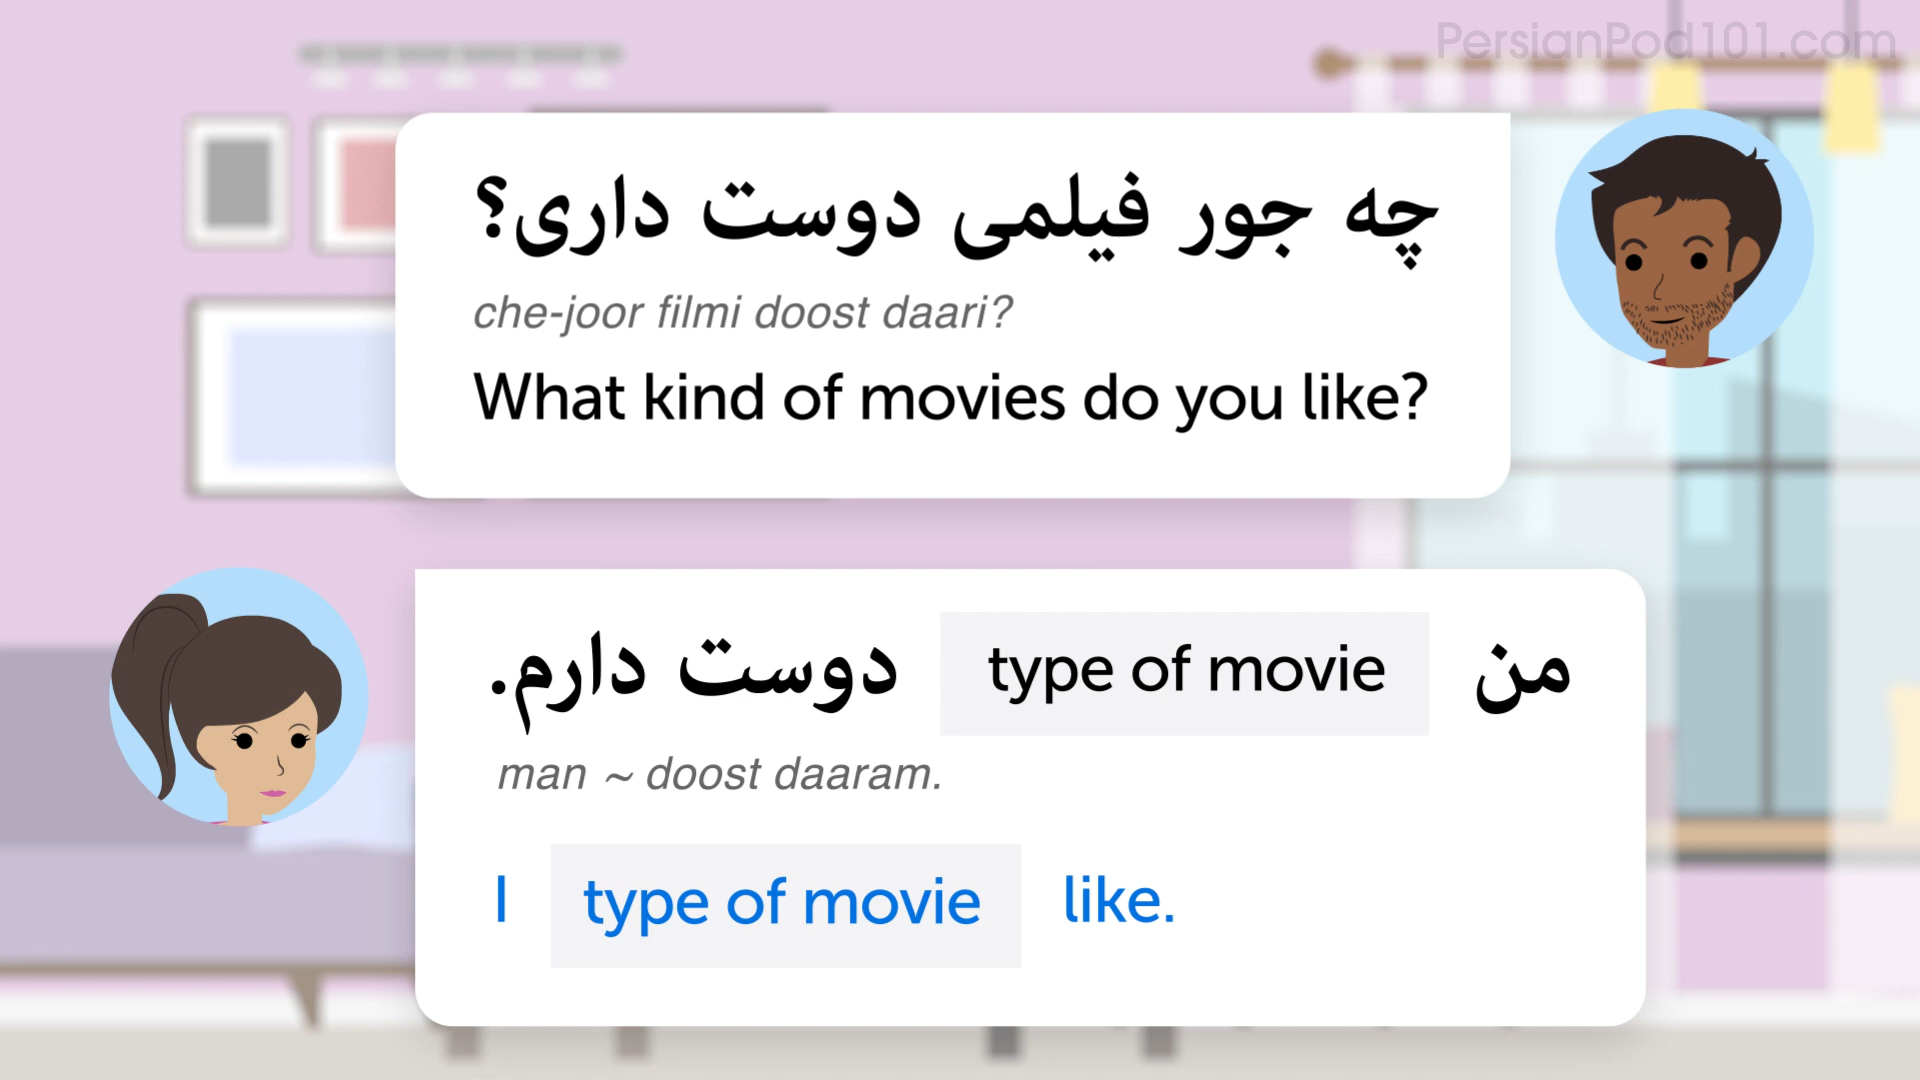 PersianPod101.com
چه جور فیلمی دوست داری؟
che-joor filmi doost daari?
What kind of movies do you like?
من type of movie دوست دارم.
man ~ doost daaram.
I type of movie like.